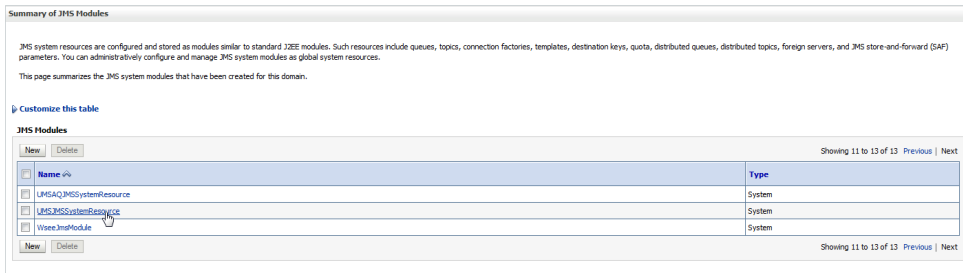 Summary of JMS Modules
JMS system resources are configured and stored as modules similar to standard J2EE modules. Such resources include queues, topics, connection factories, templates, destination keys, quota, distributed queues, distributed topics, foreign servers, and JMS store-and-forward (SAF)
parameters. You can administratively configure and manage JMS system modules as global system resources.
This page summarizes the JMS system modules that have been created for this domain.
Customize this table
JMS Modules
New Delete Showing 11 to 13 of 13 Previous | Next
Name Type
UMSAQJMSSystemResource System
UMSJMSSystemResource System
WseeJmsModule System
New Delete Showing 11 to 13 of 13 Previous | Next